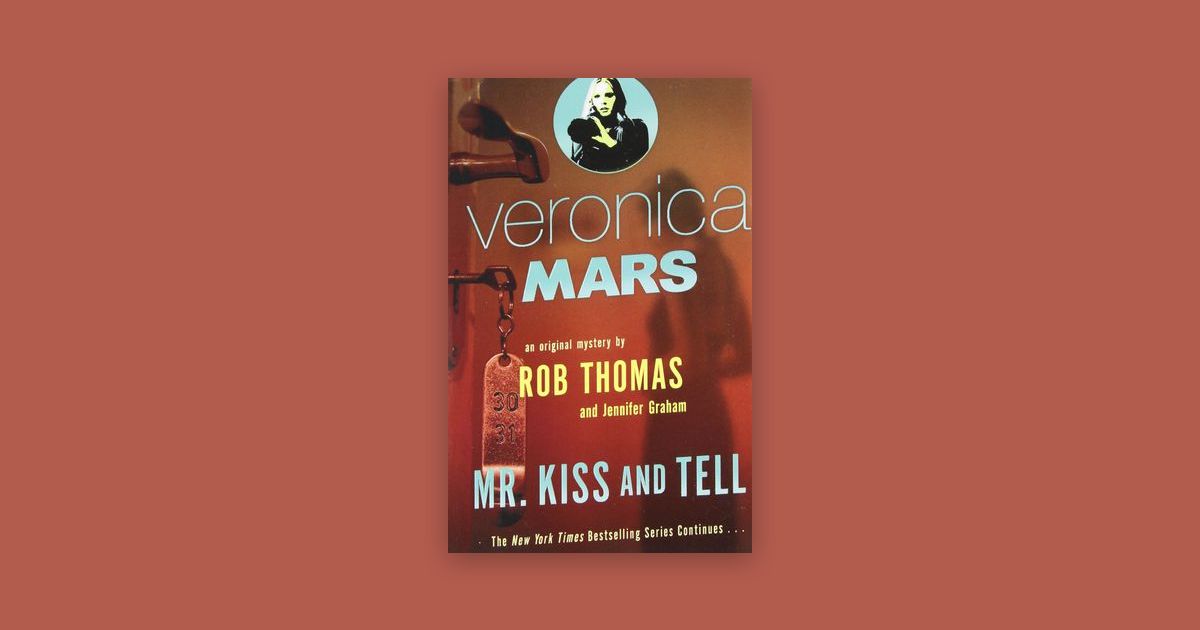 veronica
MARS
an original mystery by
ROB THOMAS
and Jennifer Graham
30
31
MR. KISS AND TELL
The New York Times Bestselling Series Continues . . .